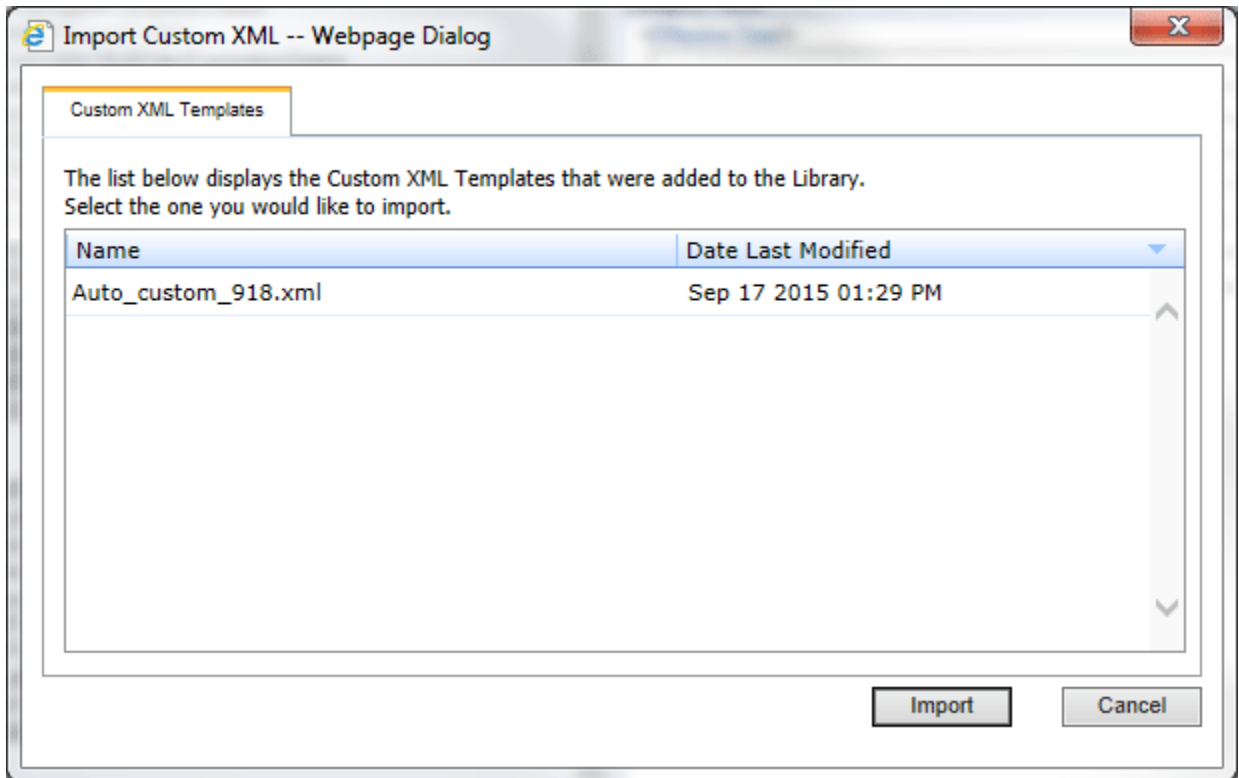 Import Custom XML -- Webpage Dialog
Custom XML Templates
The list below displays the Custom XML Templates that were added to the Library.
Select the one you would like to import.
Name Date Last Modified
Auto_custom_918.xml Sep 17 2015 01:29 PM
Import Cancel